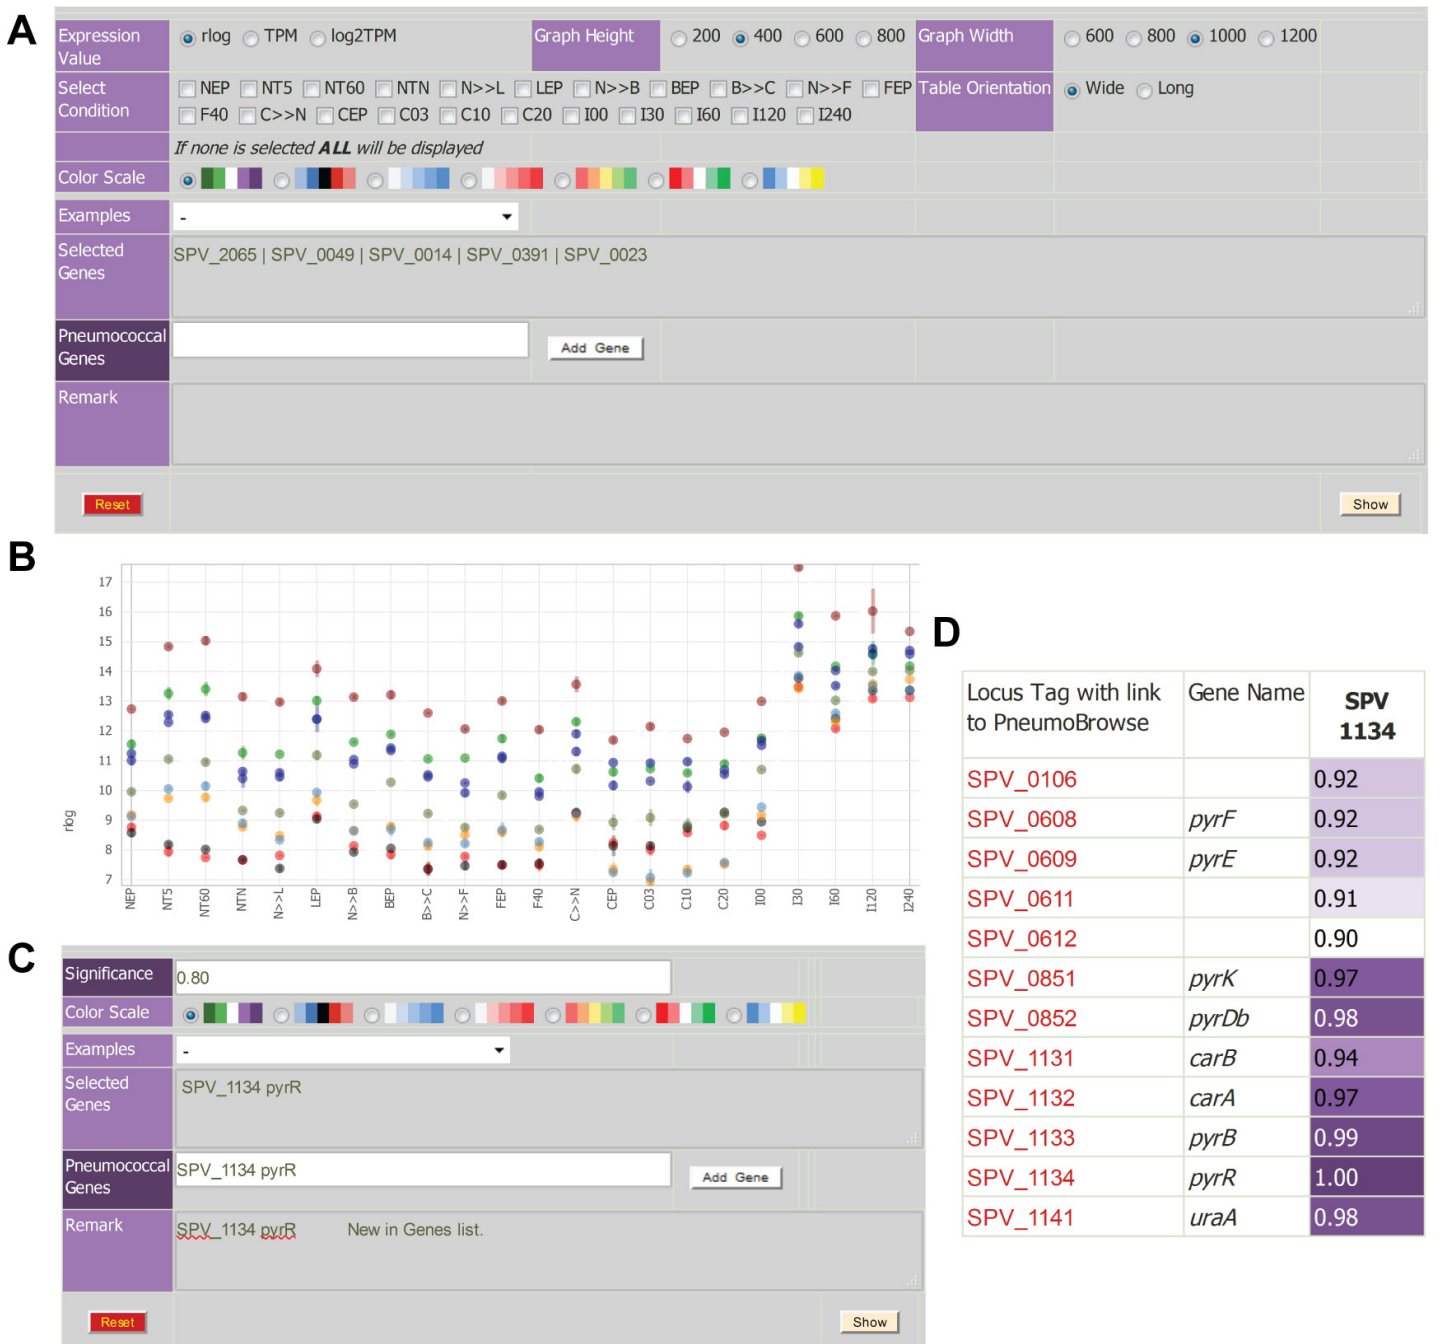 A
Expression Value
rlog TPM log2TPM
Graph Height
200 400 600 800
Graph Width
600 800 1000 1200
Select Condition
NEP NT5 NT60 NTN N>>L LEP N>>B BEP B>>C N>>F FEP
F40 C>>N CEP C03 C10 C20 I00 I30 I60 I120 I240
Table Orientation
Wide Long
If none is selected ALL will be displayed
Color Scale
Examples
-
Selected Genes
SPV_2065 | SPV_0049 | SPV_0014 | SPV_0391 | SPV_0023
Pneumococcal Genes
Add Gene
Remark
Reset
Show
B
rlog
17
16
15
14
13
12
11
10
9
8
7
NEP NT5 NT60 NTN N>>L LEP N>>B BEP B>>C N>>F FEP F40 C>>N CEP C03 C10 C20 I00 I30 I60 I120 I240
C
Significance
0.80
Color Scale
Examples
-
Selected Genes
SPV_1134 pyrR
Pneumococcal Genes
SPV_1134 pyrR
Add Gene
Remark
SPV_1134 pyrR New in Genes list.
Reset
Show
D
Locus Tag with link to PneumoBrowse
Gene Name
SPV 1134
SPV_0106 0.92
SPV_0608 pyrF 0.92
SPV_0609 pyrE 0.92
SPV_0611 0.91
SPV_0612 0.90
SPV_0851 pyrK 0.97
SPV_0852 pyrDb 0.98
SPV_1131 carB 0.94
SPV_1132 carA 0.97
SPV_1133 pyrB 0.99
SPV_1134 pyrR 1.00
SPV_1141 uraA 0.98